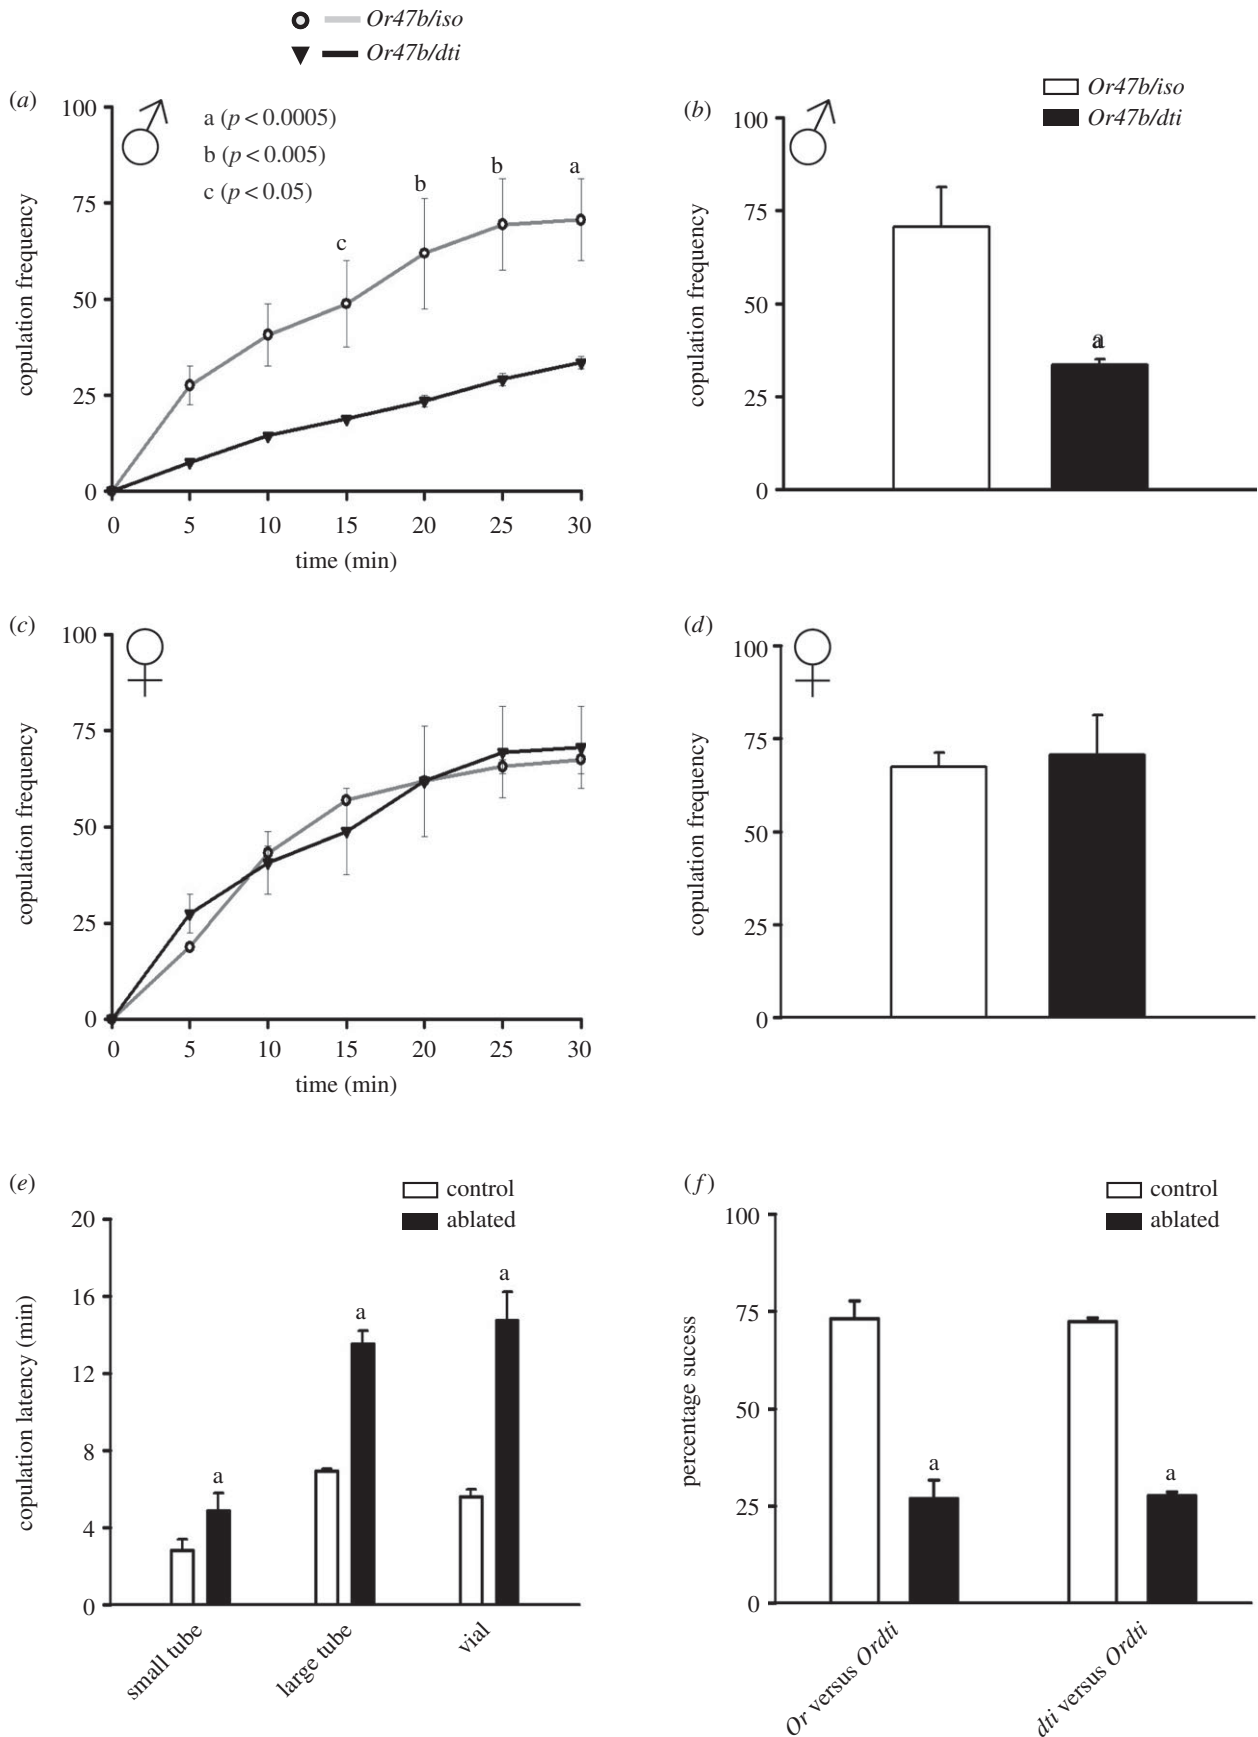 Or47b/iso
Or47b/dti
(a)
100
75
50
25
0
copulation frequency
a (p < 0.0005)
b (p < 0.005)
c (p < 0.05)
c
b
b
a
0 5 10 15 20 25 30
time (min)
(b)
Or47b/iso
Or47b/dti
100
75
50
25
0
copulation frequency
a
(c)
100
75
50
25
0
copulation frequency
0 5 10 15 20 25 30
time (min)
(d)
100
75
50
25
0
copulation frequency
(e)
control
ablated
20
16
12
8
4
0
copulation latency (min)
a
a
a
small tube
large tube
vial
(f)
control
ablated
100
75
50
25
0
percentage sucess
a
a
Or versus Ordti
dti versus Ordti